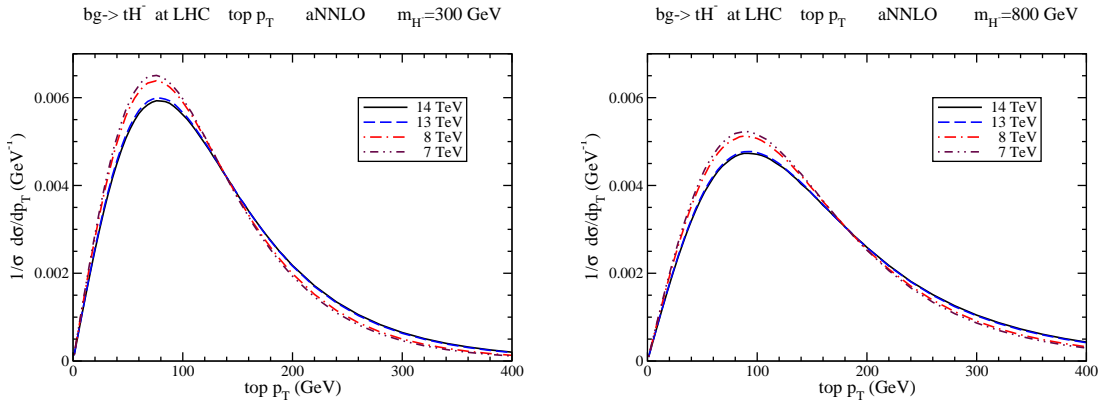 bg-> tH⁻ at LHC top p_T aNNLO m_H⁻=300 GeV
1/σ dσ/dp_T (GeV⁻¹)
0.006
0.004
0.002
0
14 TeV
13 TeV
8 TeV
7 TeV
0 100 200 300 400
top p_T (GeV)
bg-> tH⁻ at LHC top p_T aNNLO m_H⁻=800 GeV
1/σ dσ/dp_T (GeV⁻¹)
0.006
0.004
0.002
0
14 TeV
13 TeV
8 TeV
7 TeV
0 100 200 300 400
top p_T (GeV)